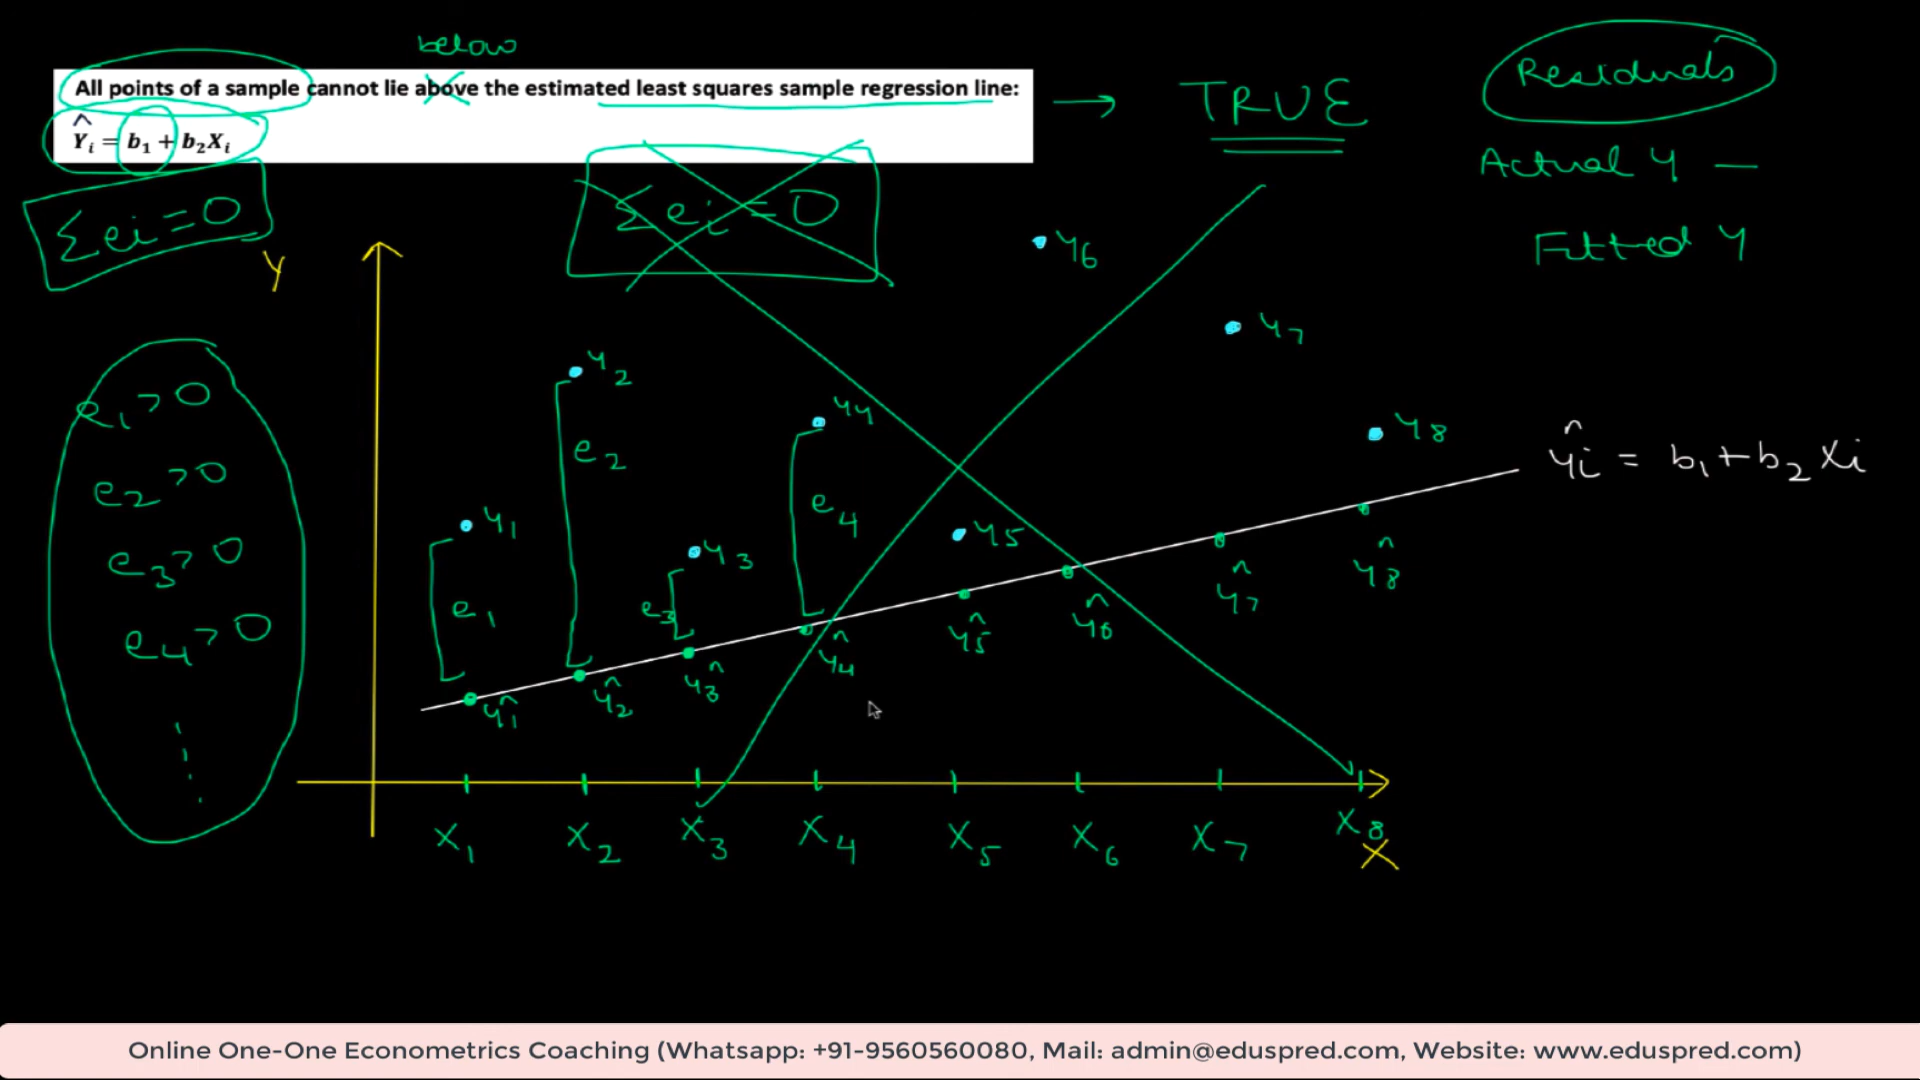 below
All points of a sample cannot lie above the estimated least squares sample regression line:
Ŷᵢ = b₁ + b₂Xᵢ
→ TRUE
Residuals
Actual Y —
Fitted Y
Σei = 0
Σei = 0
Y
e₁ > 0
e₂ > 0
e₃ > 0
e₄ > 0
y₁
y₂
y₃
y₄
y₅
y₆
y₇
y₈
e₁
e₂
e₃
e₄
ŷ₁
ŷ₂
ŷ₃
ŷ₄
ŷ₅
ŷ₆
ŷ₇
ŷ₈
ŷi = b₁ + b₂ Xi
X₁ X₂ X₃ X₄ X₅ X₆ X₇ X₈
X
Online One-One Econometrics Coaching (Whatsapp: +91-9560560080, Mail: admin@eduspred.com, Website: www.eduspred.com)